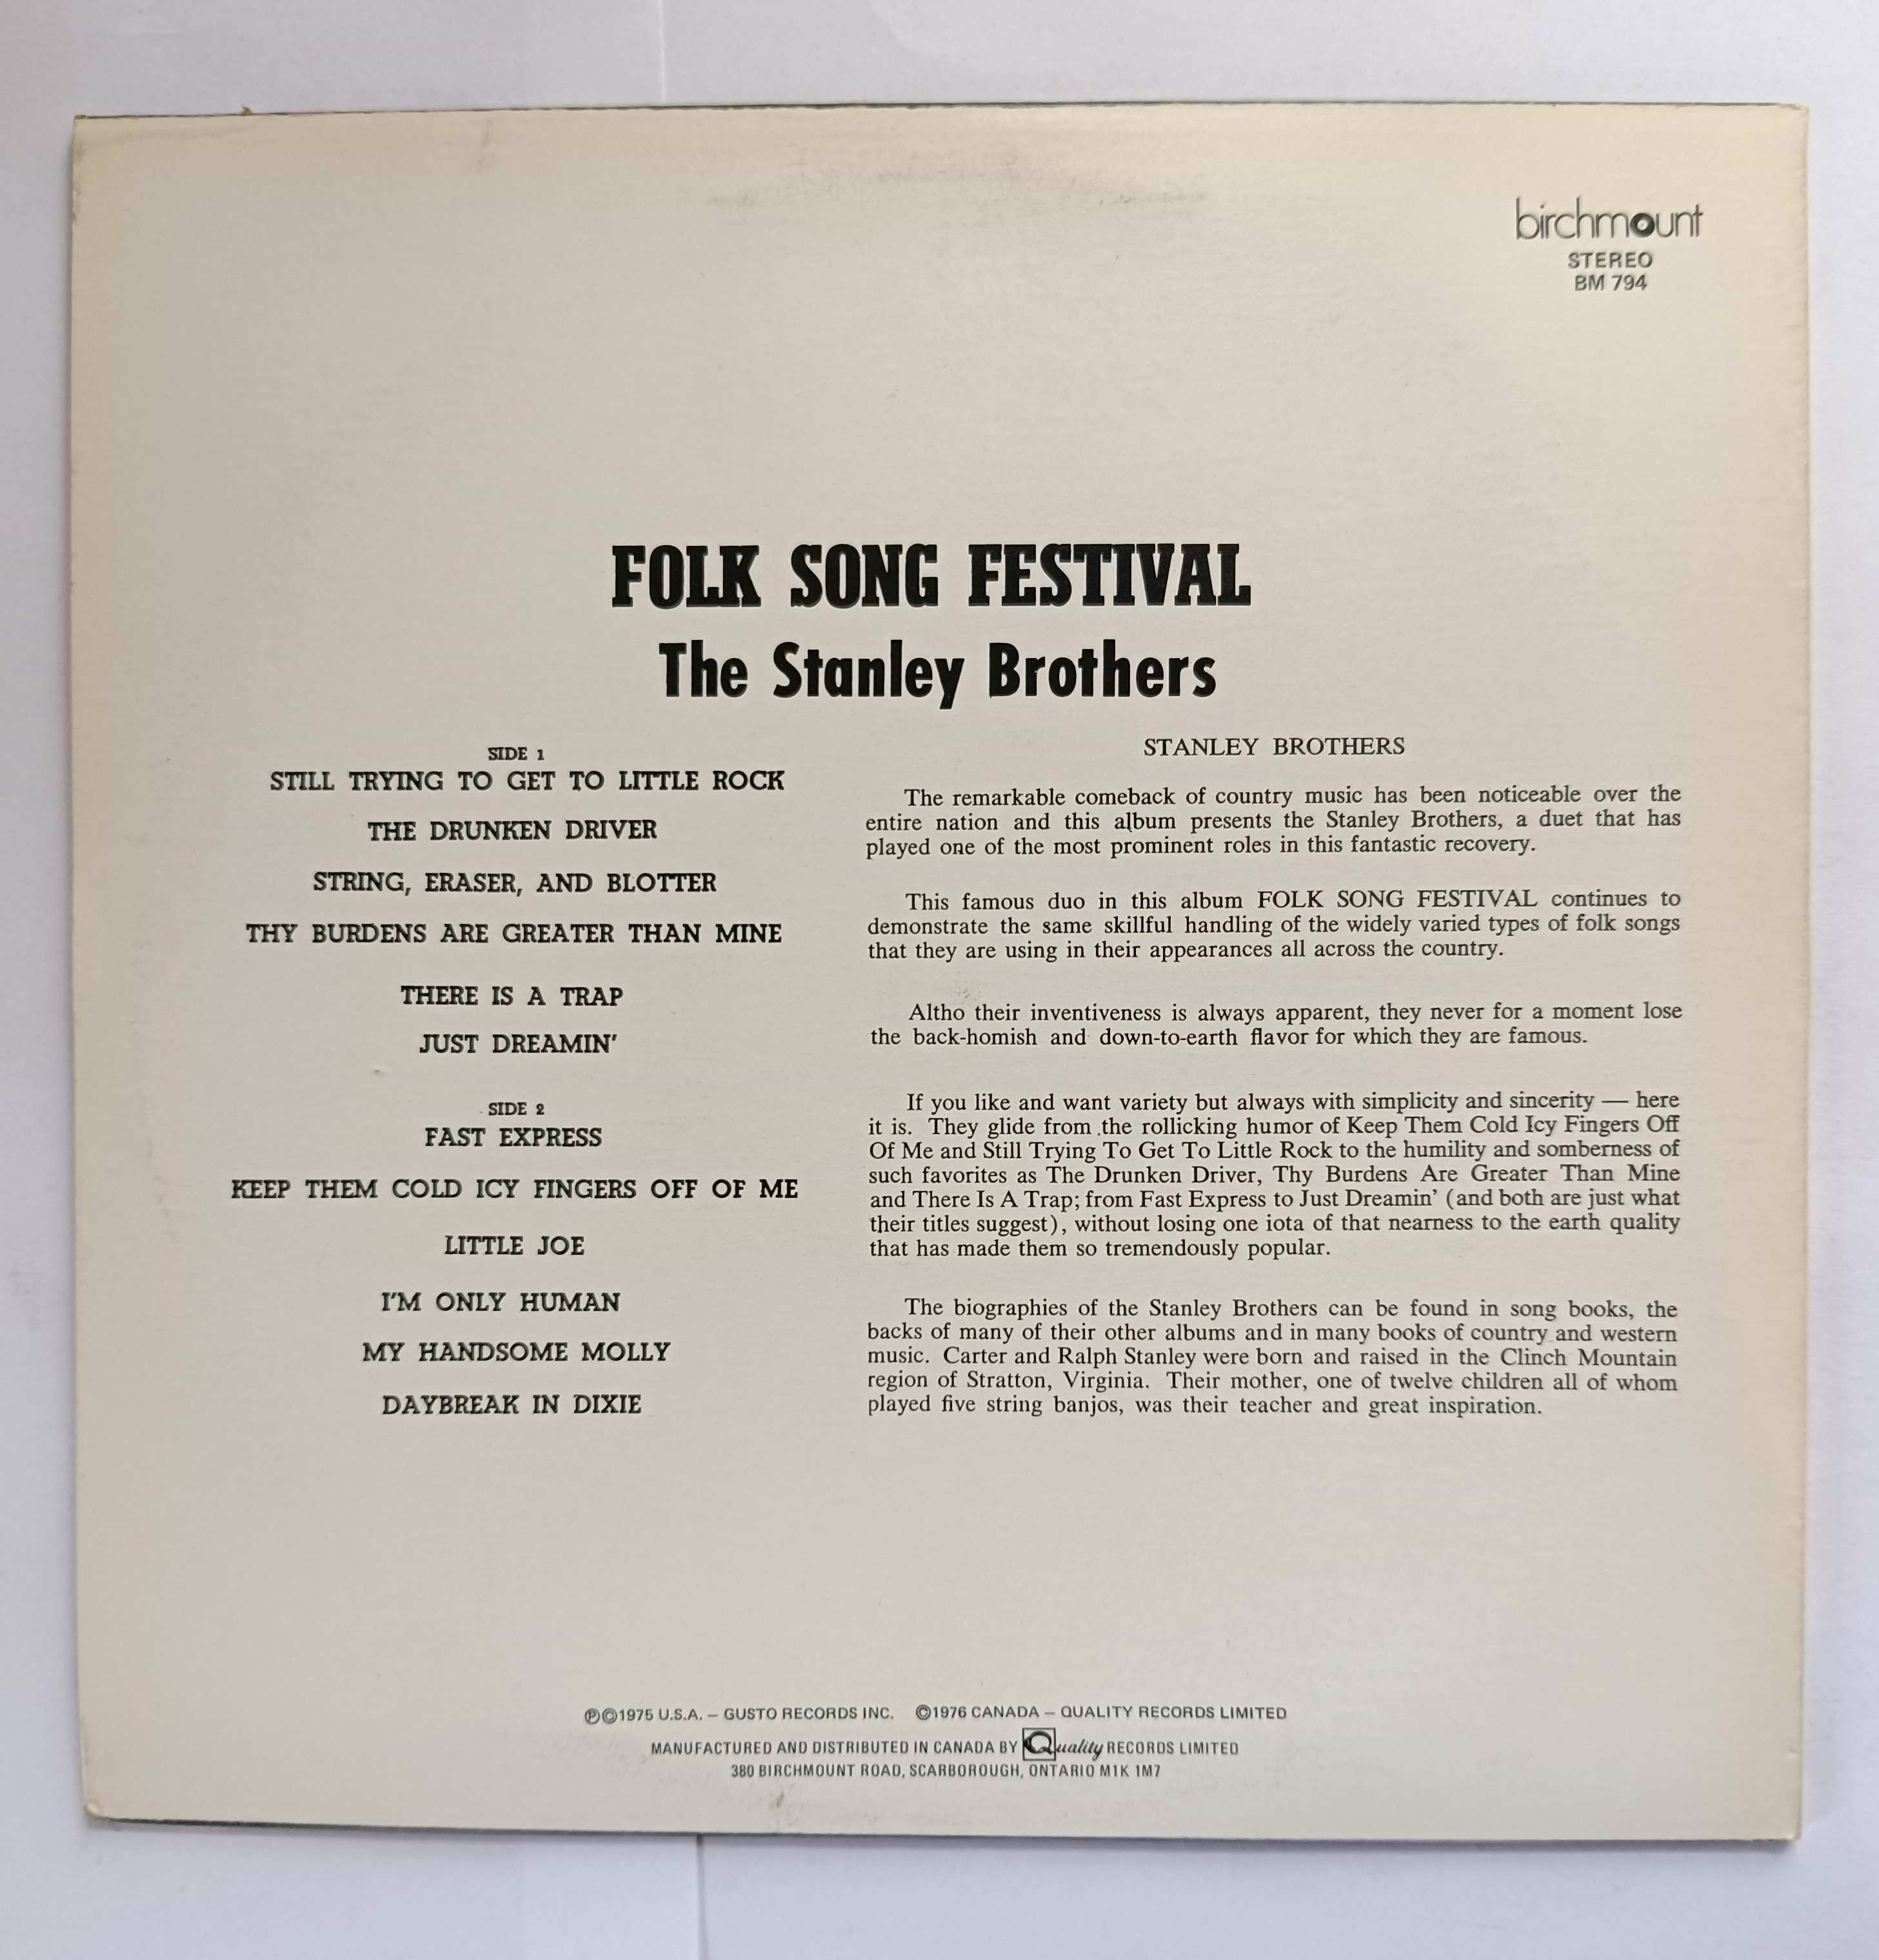 birchmount
STEREO
BM 794
FOLK SONG FESTIVAL
The Stanley Brothers
SIDE 1
STILL TRYING TO GET TO LITTLE ROCK
THE DRUNKEN DRIVER
STRING, ERASER, AND BLOTTER
THY BURDENS ARE GREATER THAN MINE
THERE IS A TRAP
JUST DREAMIN'
SIDE 2
FAST EXPRESS
KEEP THEM COLD ICY FINGERS OFF OF ME
LITTLE JOE
I'M ONLY HUMAN
MY HANDSOME MOLLY
DAYBREAK IN DIXIE
STANLEY BROTHERS
The remarkable comeback of country music has been noticeable over the
entire nation and this album presents the Stanley Brothers, a duet that has
played one of the most prominent roles in this fantastic recovery.
This famous duo in this album FOLK SONG FESTIVAL continues to
demonstrate the same skillful handling of the widely varied types of folk songs
that they are using in their appearances all across the country.
Altho their inventiveness is always apparent, they never for a moment lose
the back-homish and down-to-earth flavor for which they are famous.
If you like and want variety but always with simplicity and sincerity — here
it is. They glide from the rollicking humor of Keep Them Cold Icy Fingers Off
Of Me and Still Trying To Get To Little Rock to the humility and somberness of
such favorites as The Drunken Driver, Thy Burdens Are Greater Than Mine
and There Is A Trap; from Fast Express to Just Dreamin' (and both are just what
their titles suggest), without losing one iota of that nearness to the earth quality
that has made them so tremendously popular.
The biographies of the Stanley Brothers can be found in song books, the
backs of many of their other albums and in many books of country and western
music. Carter and Ralph Stanley were born and raised in the Clinch Mountain
region of Stratton, Virginia. Their mother, one of twelve children all of whom
played five string banjos, was their teacher and great inspiration.
Ⓟ©1975 U.S.A. – GUSTO RECORDS INC. ©1976 CANADA – QUALITY RECORDS LIMITED
MANUFACTURED AND DISTRIBUTED IN CANADA BY Quality RECORDS LIMITED
380 BIRCHMOUNT ROAD, SCARBOROUGH, ONTARIO M1K 1M7